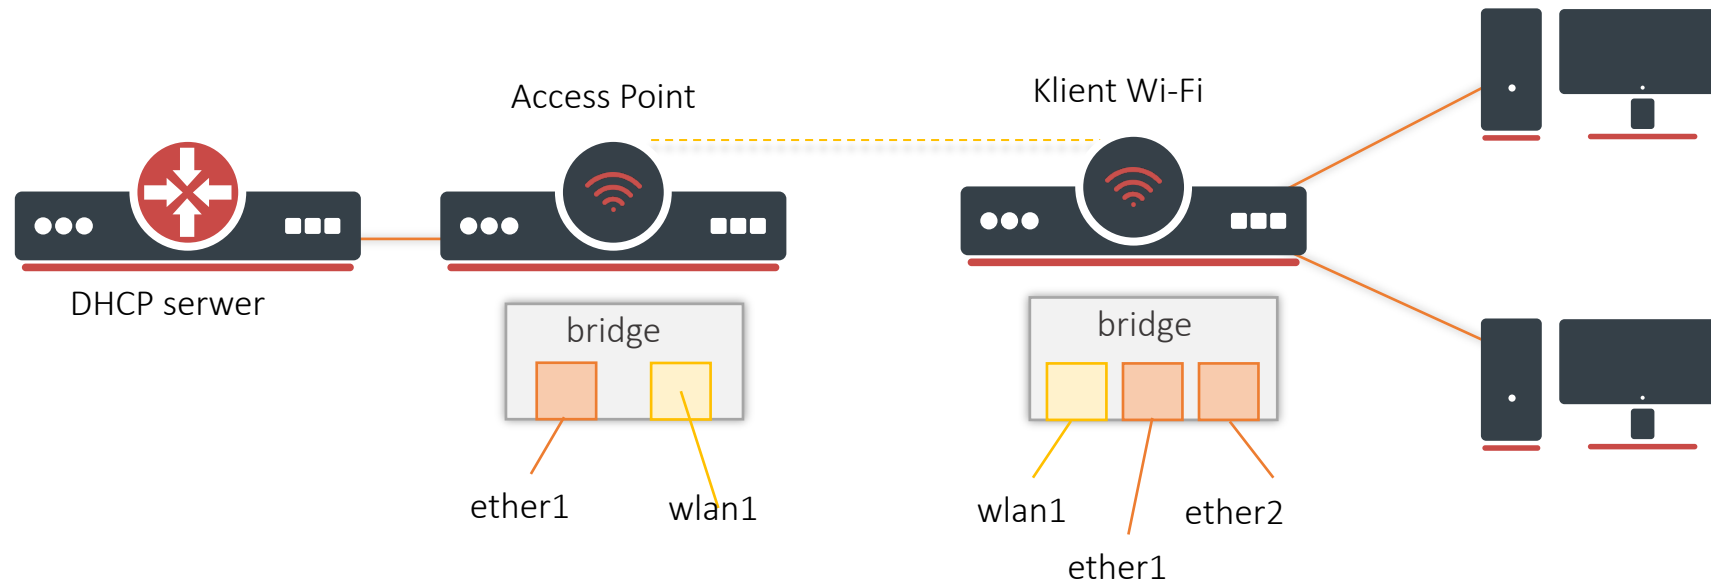 Access Point
Klient Wi-Fi
DHCP serwer
bridge
bridge
ether1
wlan1
wlan1
ether2
ether1